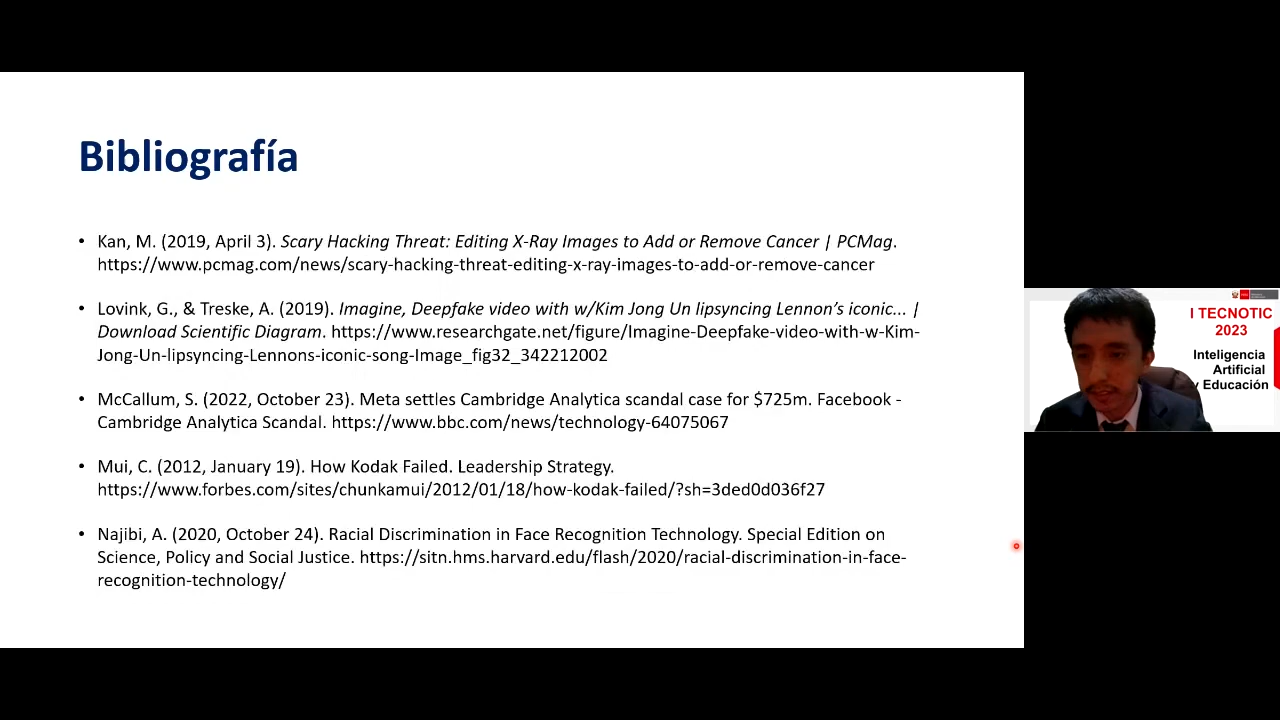 Bibliografía
• Kan, M. (2019, April 3). Scary Hacking Threat: Editing X-Ray Images to Add or Remove Cancer | PCMag.
https://www.pcmag.com/news/scary-hacking-threat-editing-x-ray-images-to-add-or-remove-cancer
• Lovink, G., & Treske, A. (2019). Imagine, Deepfake video with w/Kim Jong Un lipsyncing Lennon’s iconic... |
Download Scientific Diagram. https://www.researchgate.net/figure/Imagine-Deepfake-video-with-w-Kim-
Jong-Un-lipsyncing-Lennons-iconic-song-Image_fig32_342212002
• McCallum, S. (2022, October 23). Meta settles Cambridge Analytica scandal case for $725m. Facebook -
Cambridge Analytica Scandal. https://www.bbc.com/news/technology-64075067
• Mui, C. (2012, January 19). How Kodak Failed. Leadership Strategy.
https://www.forbes.com/sites/chunkamui/2012/01/18/how-kodak-failed/?sh=3ded0d036f27
• Najibi, A. (2020, October 24). Racial Discrimination in Face Recognition Technology. Special Edition on
Science, Policy and Social Justice. https://sitn.hms.harvard.edu/flash/2020/racial-discrimination-in-face-
recognition-technology/
I TECNOTIC
2023
Inteligencia
Artificial
y Educación